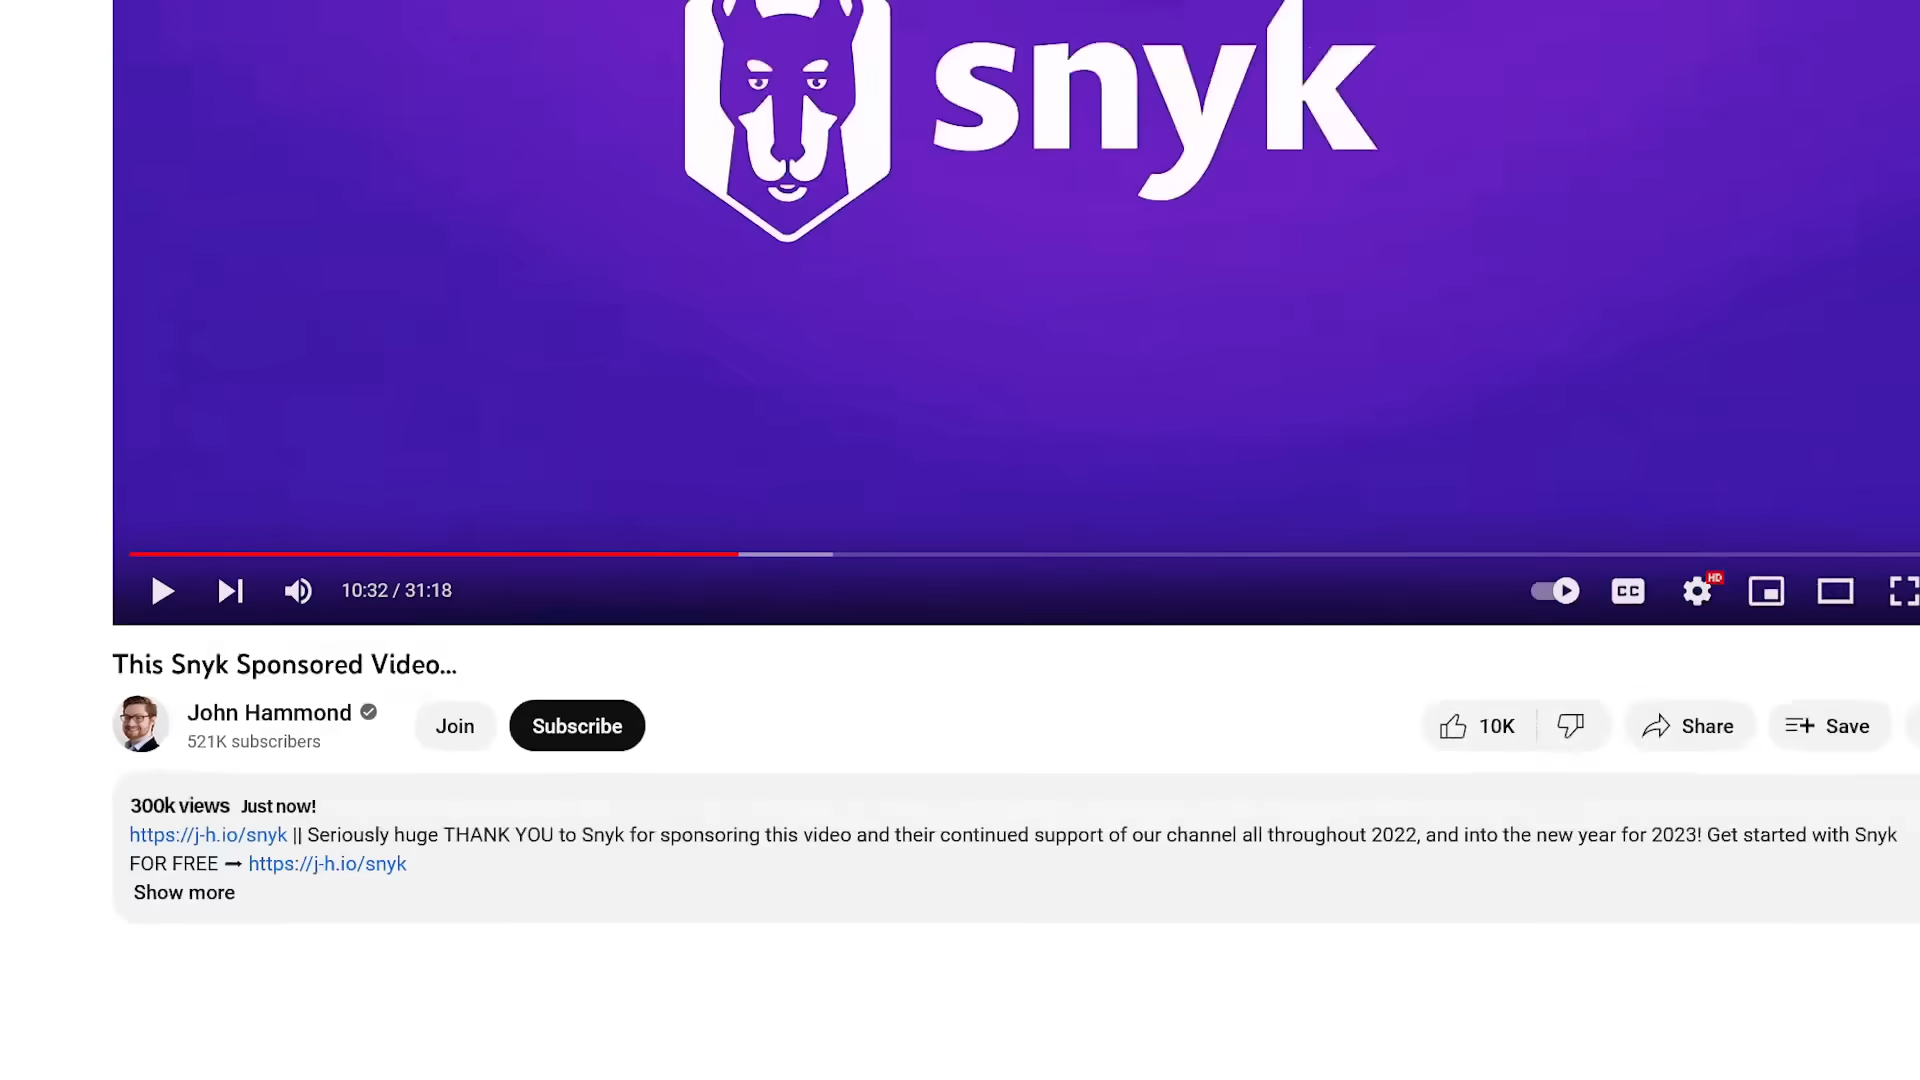 snyk
10:32 / 31:18
CC
HD
This Snyk Sponsored Video...
John Hammond
521K subscribers
Join
Subscribe
10K
Share
Save
300k views Just now!
https://j-h.io/snyk || Seriously huge THANK YOU to Snyk for sponsoring this video and their continued support of our channel all throughout 2022, and into the new year for 2023! Get started with Snyk
FOR FREE ➞ https://j-h.io/snyk
Show more